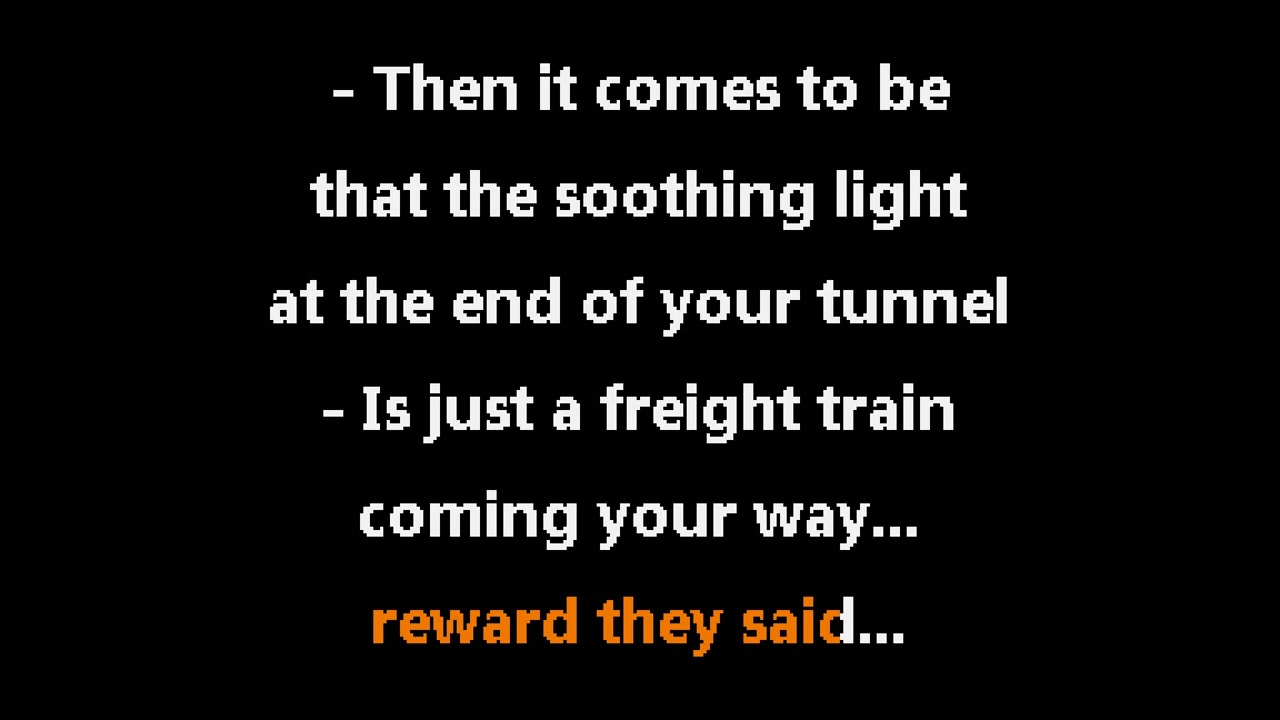 - Then it comes to be
that the soothing light
at the end of your tunnel
- Is just a freight train
coming your way...
reward they said...